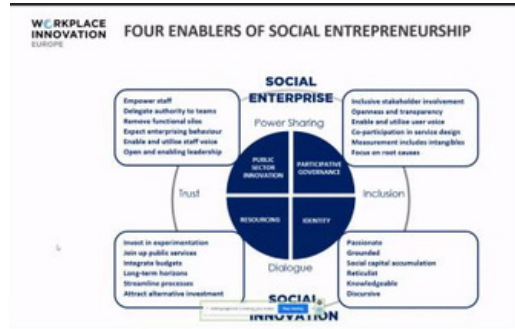 WORKPLACE
INNOVATION
EUROPE
FOUR ENABLERS OF SOCIAL ENTREPRENEURSHIP
SOCIAL
ENTERPRISE
Empower staff
Delegate authority to teams
Remove functional silos
Expect enterprising behaviour
Enable and utilise staff voice
Open and enabling leadership
Inclusive stakeholder involvement
Openness and transparency
Enable and utilise user voice
Co-participation in service design
Measurement includes intangibles
Focus on root causes
Power Sharing
PUBLIC
SECTOR
INNOVATION
PARTICIPATIVE
GOVERNANCE
Trust
Inclusion
RESOURCING
IDENTITY
Invest in experimentation
Join up public services
Integrate budgets
Long-term horizons
Streamline processes
Attract alternative investment
Passionate
Grounded
Social capital accumulation
Reticulist
Knowledgeable
Discursive
Dialogue
SOCIAL
INNOVATION